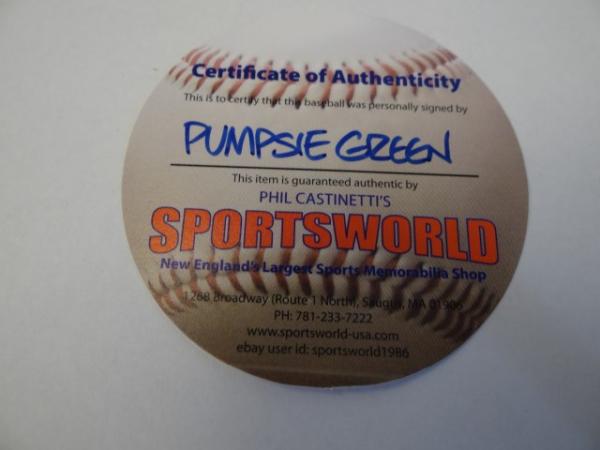 Certificate of Authenticity
This is to certify that this baseball was personally signed by
PUMPSIE GREEN
This item is guaranteed authentic by
PHIL CASTINETTI'S
SPORTSWORLD
New England's Largest Sports Memorabilia Shop
1288 Broadway (Route 1 North), Saugus, MA 01906
PH: 781-233-7222
www.sportsworld-usa.com
ebay user id: sportsworld1986